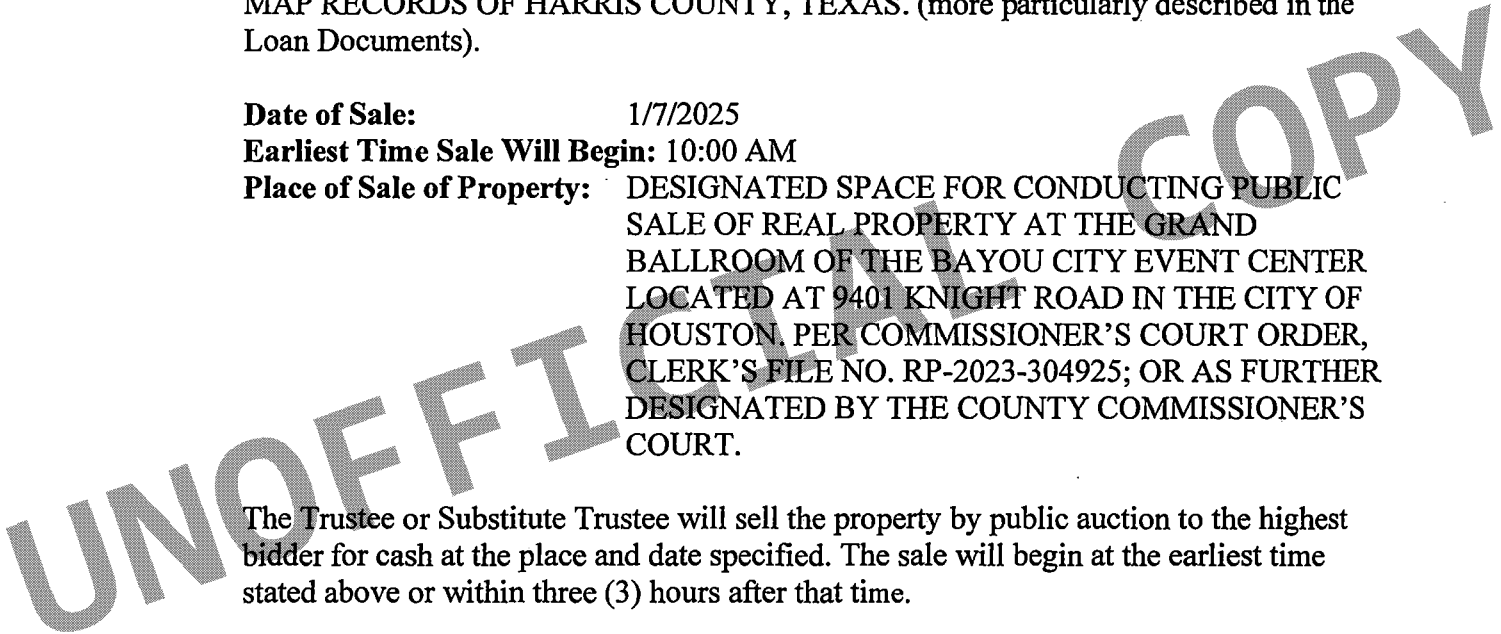 MAP RECORDS OF HARRIS COUNTY, TEXAS. (more particularly described in the
Loan Documents).
Date of Sale: 1/7/2025
Earliest Time Sale Will Begin: 10:00 AM
Place of Sale of Property: DESIGNATED SPACE FOR CONDUCTING PUBLIC
SALE OF REAL PROPERTY AT THE GRAND
BALLROOM OF THE BAYOU CITY EVENT CENTER
LOCATED AT 9401 KNIGHT ROAD IN THE CITY OF
HOUSTON. PER COMMISSIONER'S COURT ORDER,
CLERK'S FILE NO. RP-2023-304925; OR AS FURTHER
DESIGNATED BY THE COUNTY COMMISSIONER'S
COURT.
The Trustee or Substitute Trustee will sell the property by public auction to the highest
bidder for cash at the place and date specified. The sale will begin at the earliest time
stated above or within three (3) hours after that time.
UNOFFICIAL COPY